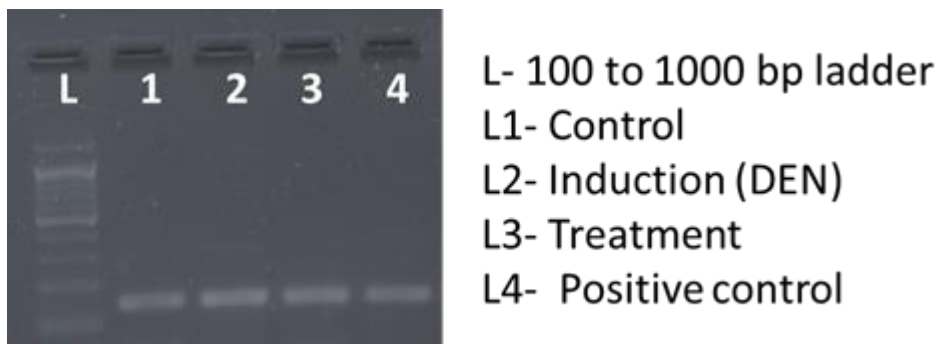 L 1 2 3 4
L- 100 to 1000 bp ladder
L1- Control
L2- Induction (DEN)
L3- Treatment
L4- Positive control